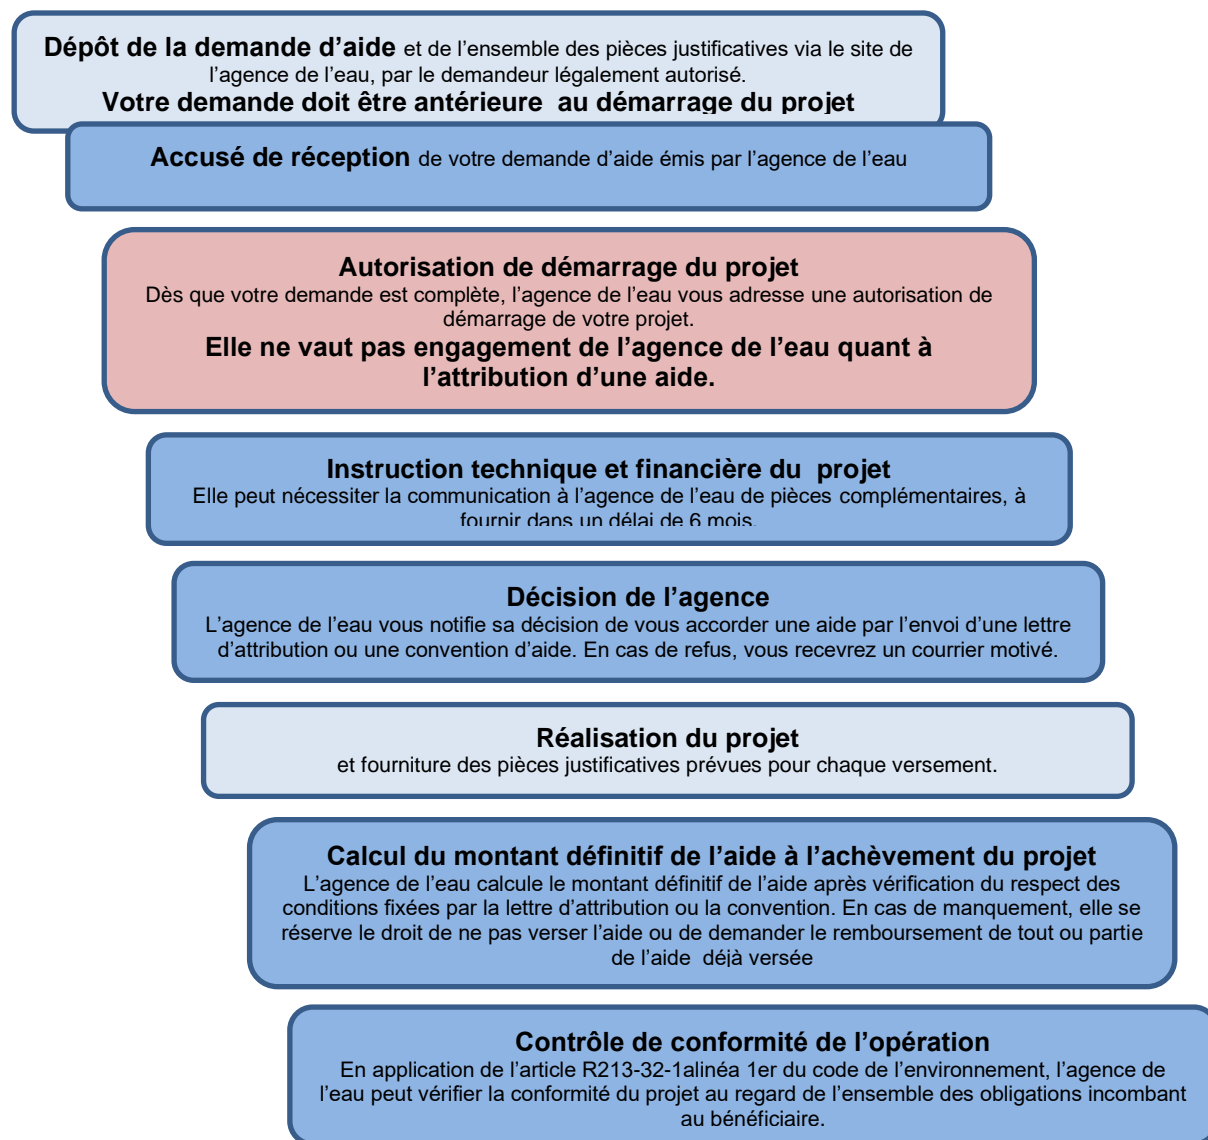 Dépôt de la demande d’aide et de l’ensemble des pièces justificatives via le site de
l’agence de l’eau, par le demandeur légalement autorisé.
Votre demande doit être antérieure au démarrage du projet
Accusé de réception de votre demande d’aide émis par l’agence de l’eau
Autorisation de démarrage du projet
Dès que votre demande est complète, l’agence de l’eau vous adresse une autorisation de
démarrage de votre projet.
Elle ne vaut pas engagement de l’agence de l’eau quant à
l’attribution d’une aide.
Instruction technique et financière du projet
Elle peut nécessiter la communication à l’agence de l’eau de pièces complémentaires, à
fournir dans un délai de 6 mois.
Décision de l’agence
L’agence de l’eau vous notifie sa décision de vous accorder une aide par l’envoi d’une lettre
d’attribution ou une convention d’aide. En cas de refus, vous recevrez un courrier motivé.
Réalisation du projet
et fourniture des pièces justificatives prévues pour chaque versement.
Calcul du montant définitif de l’aide à l’achèvement du projet
L’agence de l’eau calcule le montant définitif de l’aide après vérification du respect des
conditions fixées par la lettre d’attribution ou la convention. En cas de manquement, elle se
réserve le droit de ne pas verser l’aide ou de demander le remboursement de tout ou partie
de l’aide déjà versée
Contrôle de conformité de l’opération
En application de l’article R213-32-1alinéa 1er du code de l’environnement, l’agence de
l’eau peut vérifier la conformité du projet au regard de l’ensemble des obligations incombant
au bénéficiaire.